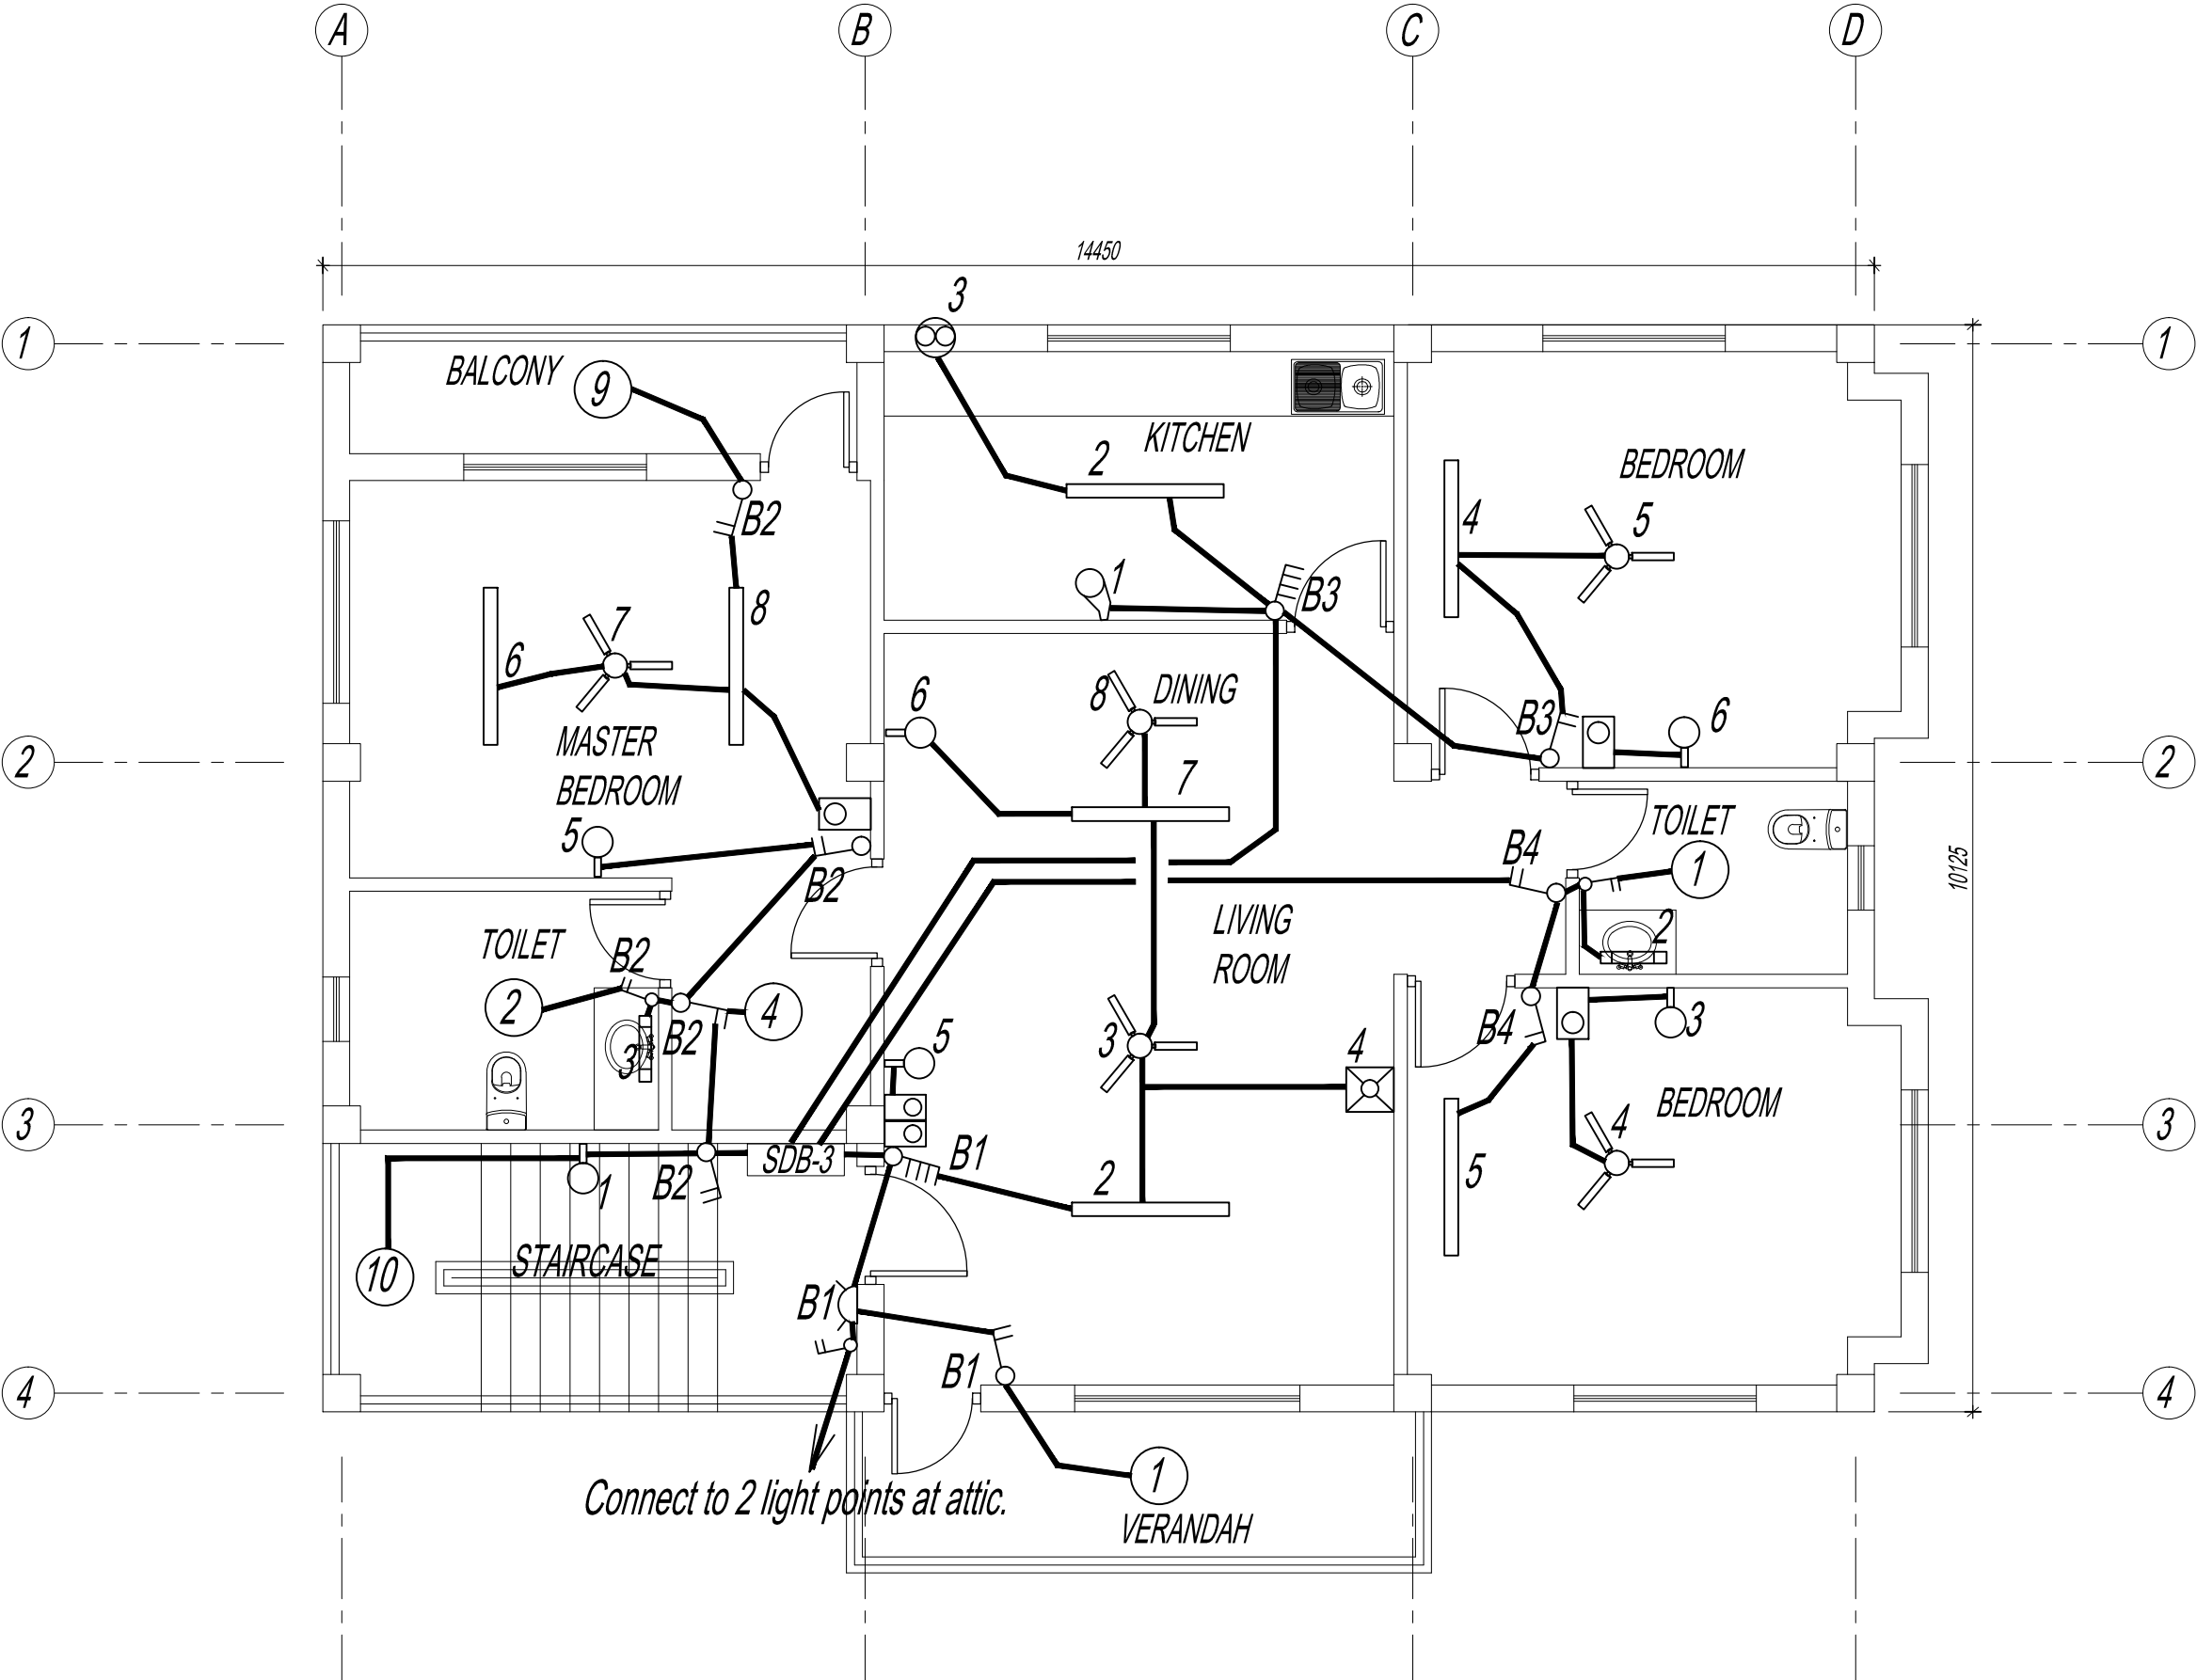 A
B
C
D
14450
3
1
1
BALCONY
9
KITCHEN
2
BEDROOM
4
5
B2
1
B3
8
7
6
8
DINING
6
B3
6
MASTER
2
2
7
BEDROOM
5
TOILET
B4
10125
B2
1
LIVING
2
TOILET
B2
ROOM
2
4
3
B2
5
3
4
B4
3
BEDROOM
3
4
3
SDB-3
B1
2
5
B2
1
STAIRCASE
10
B1
B1
4
4
1
Connect to 2 light points at attic.
VERANDAH